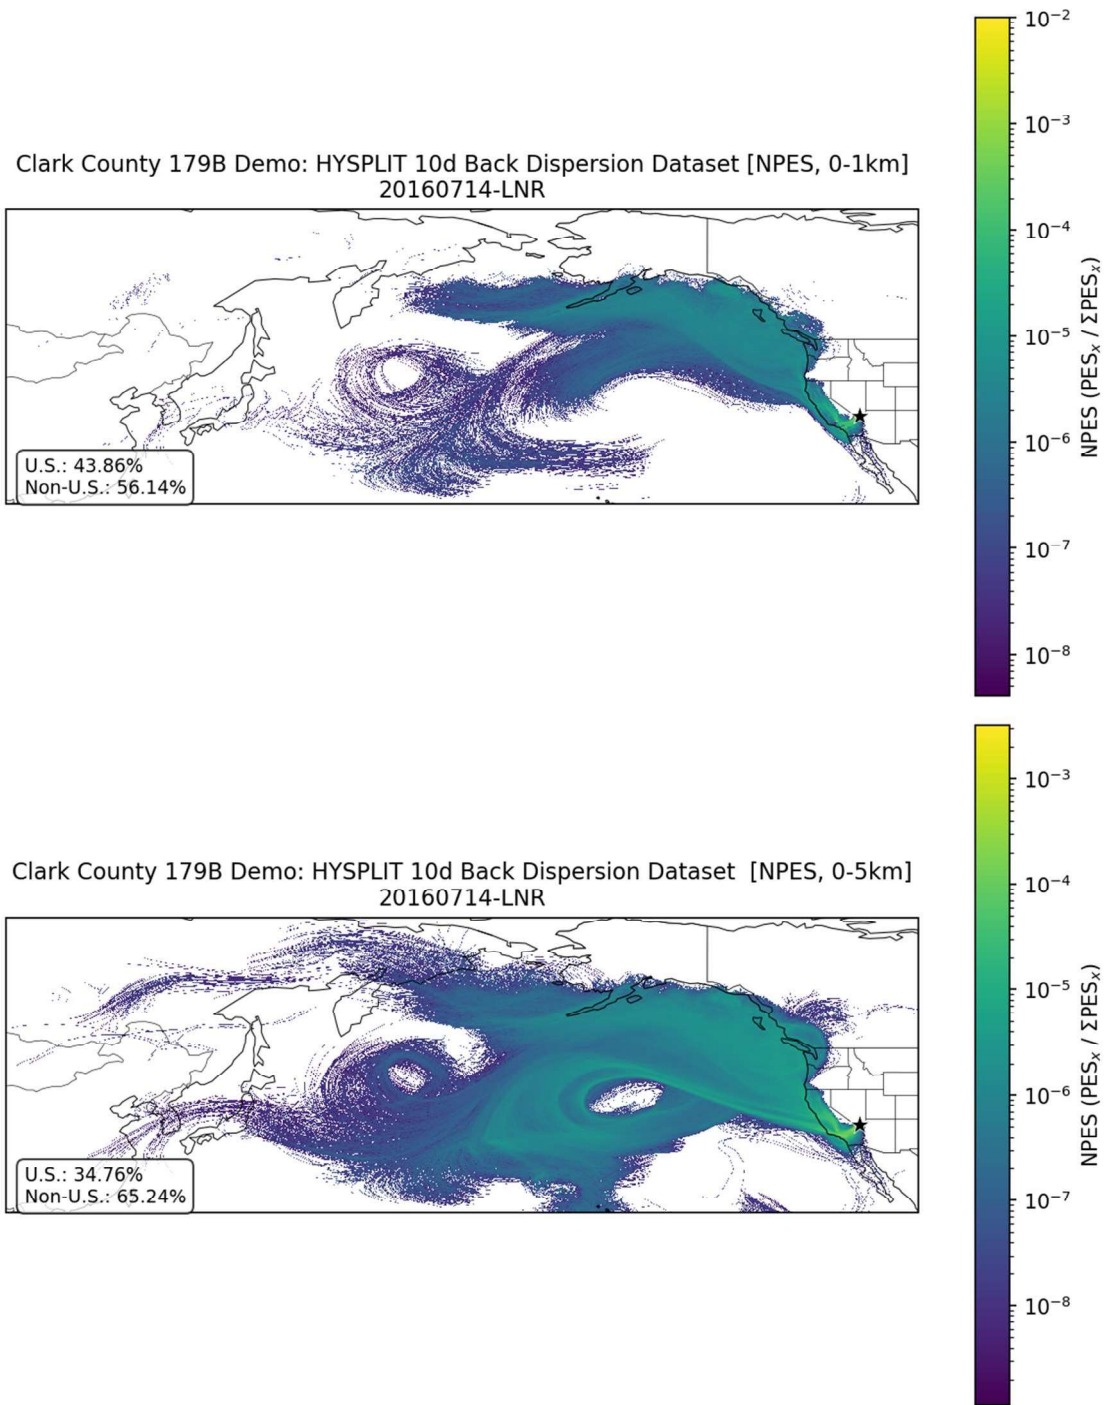 10⁻²
10⁻³
10⁻⁴
10⁻⁵
10⁻⁶
10⁻⁷
10⁻⁸
NPES (PESₓ / ΣPESₓ)
Clark County 179B Demo: HYSPLIT 10d Back Dispersion Dataset [NPES, 0-1km]
20160714-LNR
U.S.: 43.86%
Non-U.S.: 56.14%
10⁻³
10⁻⁴
10⁻⁵
10⁻⁶
10⁻⁷
10⁻⁸
NPES (PESₓ / ΣPESₓ)
Clark County 179B Demo: HYSPLIT 10d Back Dispersion Dataset  [NPES, 0-5km]
20160714-LNR
U.S.: 34.76%
Non-U.S.: 65.24%